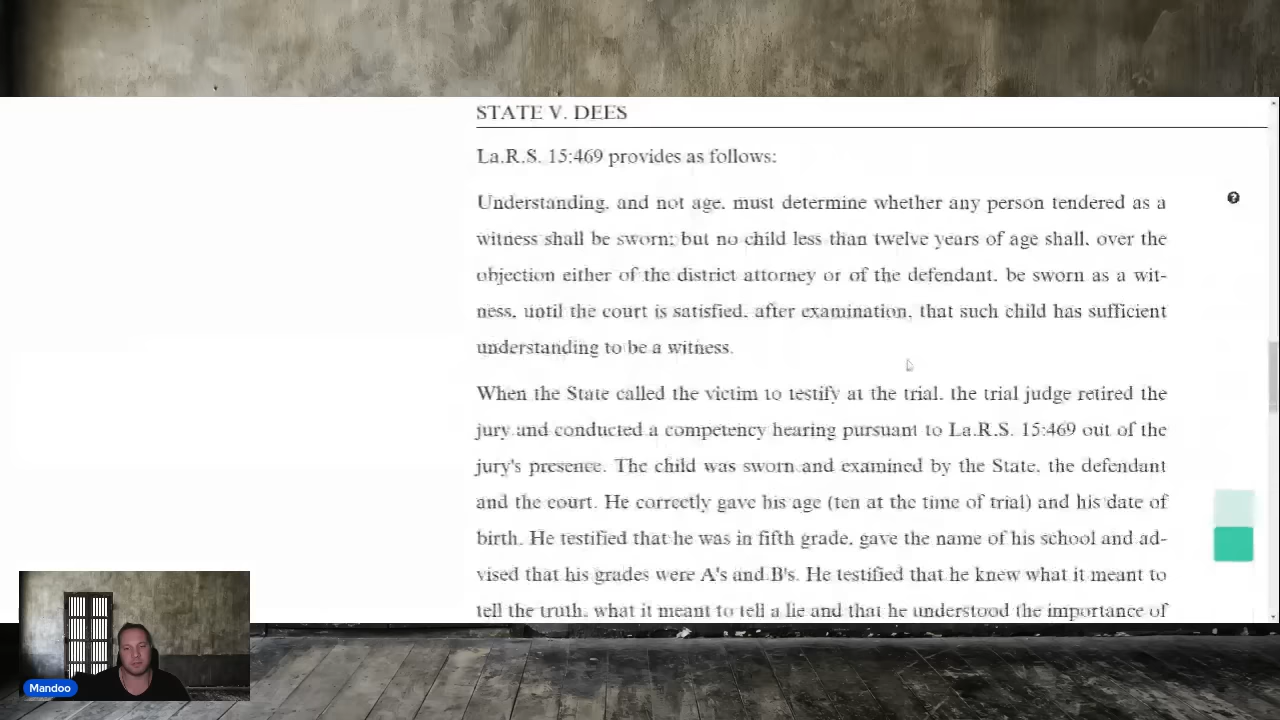 STATE V. DEES
La.R.S. 15:469 provides as follows:
Understanding, and not age, must determine whether any person tendered as a
witness shall be sworn; but no child less than twelve years of age shall, over the
objection either of the district attorney or of the defendant, be sworn as a wit-
ness, until the court is satisfied, after examination, that such child has sufficient
understanding to be a witness.
When the State called the victim to testify at the trial, the trial judge retired the
jury and conducted a competency hearing pursuant to La.R.S. 15:469 out of the
jury's presence. The child was sworn and examined by the State, the defendant
and the court. He correctly gave his age (ten at the time of trial) and his date of
birth. He testified that he was in fifth grade, gave the name of his school and ad-
vised that his grades were A's and B's. He testified that he knew what it meant to
tell the truth, what it meant to tell a lie and that he understood the importance of
Mandoo